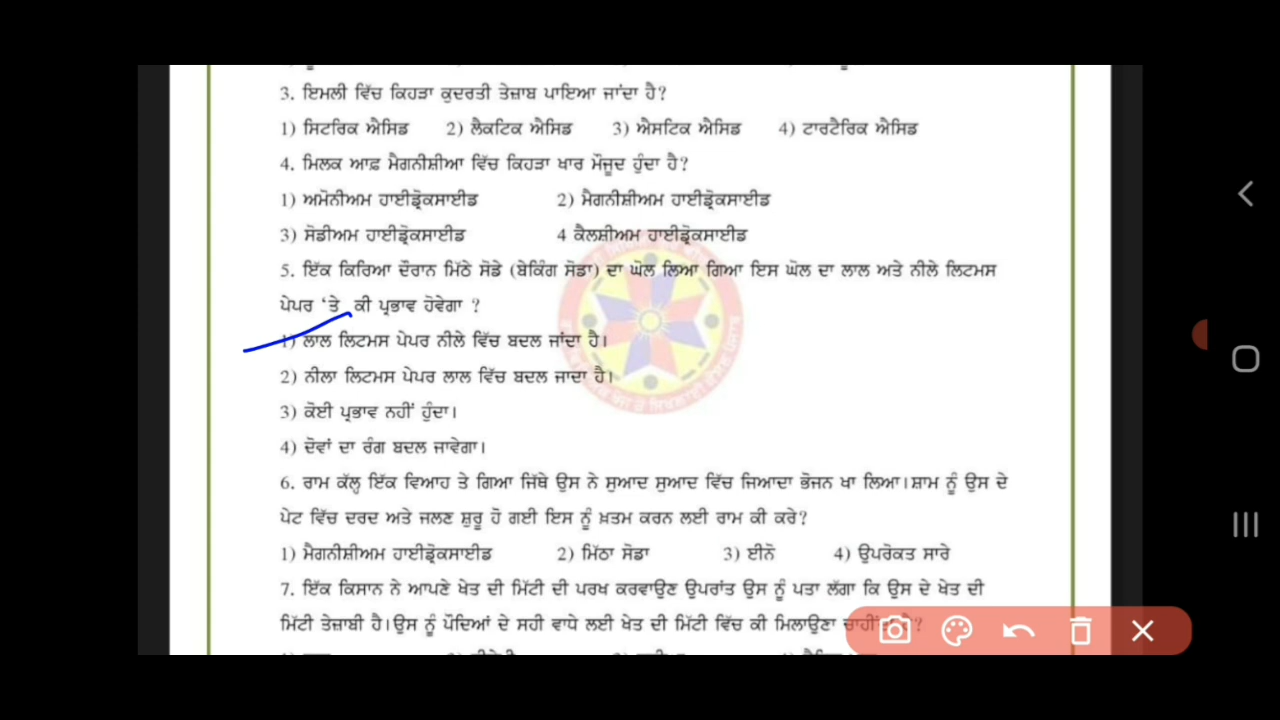 3. ਇਮਲੀ ਵਿੱਚ ਕਿਹੜਾ ਕੁਦਰਤੀ ਤੇਜ਼ਾਬ ਪਾਇਆ ਜਾਂਦਾ ਹੈ?
1) ਸਿਟਰਿਕ ਐਸਿਡ 2) ਲੈਕਟਿਕ ਐਸਿਡ 3) ਐਸਟਿਕ ਐਸਿਡ 4) ਟਾਰਟੈਰਿਕ ਐਸਿਡ
4. ਮਿਲਕ ਆਫ਼ ਮੈਗਨੀਸ਼ੀਆ ਵਿੱਚ ਕਿਹੜਾ ਖਾਰ ਮੌਜੂਦ ਹੁੰਦਾ ਹੈ?
1) ਅਮੋਨੀਅਮ ਹਾਈਡ੍ਰੋਕਸਾਈਡ 2) ਮੈਗਨੀਸ਼ੀਅਮ ਹਾਈਡ੍ਰੋਕਸਾਈਡ
3) ਸੋਡੀਅਮ ਹਾਈਡ੍ਰੋਕਸਾਈਡ 4 ਕੈਲਸ਼ੀਅਮ ਹਾਈਡ੍ਰੋਕਸਾਈਡ
5. ਇੱਕ ਕਿਰਿਆ ਦੌਰਾਨ ਮਿੱਠੇ ਸੋਡੇ (ਬੇਕਿੰਗ ਸੋਡਾ) ਦਾ ਘੋਲ ਲਿਆ ਗਿਆ ਇਸ ਘੋਲ ਦਾ ਲਾਲ ਅਤੇ ਨੀਲੇ ਲਿਟਮਸ
ਪੇਪਰ 'ਤੇ ਕੀ ਪ੍ਰਭਾਵ ਹੋਵੇਗਾ ?
1) ਲਾਲ ਲਿਟਮਸ ਪੇਪਰ ਨੀਲੇ ਵਿੱਚ ਬਦਲ ਜਾਂਦਾ ਹੈ।
2) ਨੀਲਾ ਲਿਟਮਸ ਪੇਪਰ ਲਾਲ ਵਿੱਚ ਬਦਲ ਜਾਦਾ ਹੈ।
3) ਕੋਈ ਪ੍ਰਭਾਵ ਨਹੀਂ ਹੁੰਦਾ।
4) ਦੋਵਾਂ ਦਾ ਰੰਗ ਬਦਲ ਜਾਵੇਗਾ।
6. ਰਾਮ ਕੱਲ੍ਹ ਇੱਕ ਵਿਆਹ ਤੇ ਗਿਆ ਜਿੱਥੇ ਉਸ ਨੇ ਸੁਆਦ ਸੁਆਦ ਵਿੱਚ ਜਿਆਦਾ ਭੋਜਨ ਖਾ ਲਿਆ।ਸ਼ਾਮ ਨੂੰ ਉਸ ਦੇ
ਪੇਟ ਵਿੱਚ ਦਰਦ ਅਤੇ ਜਲਣ ਸ਼ੁਰੂ ਹੋ ਗਈ ਇਸ ਨੂੰ ਖ਼ਤਮ ਕਰਨ ਲਈ ਰਾਮ ਕੀ ਕਰੇ?
1) ਮੈਗਨੀਸ਼ੀਅਮ ਹਾਈਡ੍ਰੋਕਸਾਈਡ 2) ਮਿੱਠਾ ਸੋਡਾ 3) ਈਨੋ 4) ਉਪਰੋਕਤ ਸਾਰੇ
7. ਇੱਕ ਕਿਸਾਨ ਨੇ ਆਪਣੇ ਖੇਤ ਦੀ ਮਿੱਟੀ ਦੀ ਪਰਖ ਕਰਵਾਉਣ ਉਪਰਾਂਤ ਉਸ ਨੂੰ ਪਤਾ ਲੱਗਾ ਕਿ ਉਸ ਦੇ ਖੇਤ ਦੀ
ਮਿੱਟੀ ਤੇਜ਼ਾਬੀ ਹੈ।ਉਸ ਨੂੰ ਪੌਦਿਆਂ ਦੇ ਸਹੀ ਵਾਧੇ ਲਈ ਖੇਤ ਦੀ ਮਿੱਟੀ ਵਿੱਚ ਕੀ ਮਿਲਾਉਣਾ